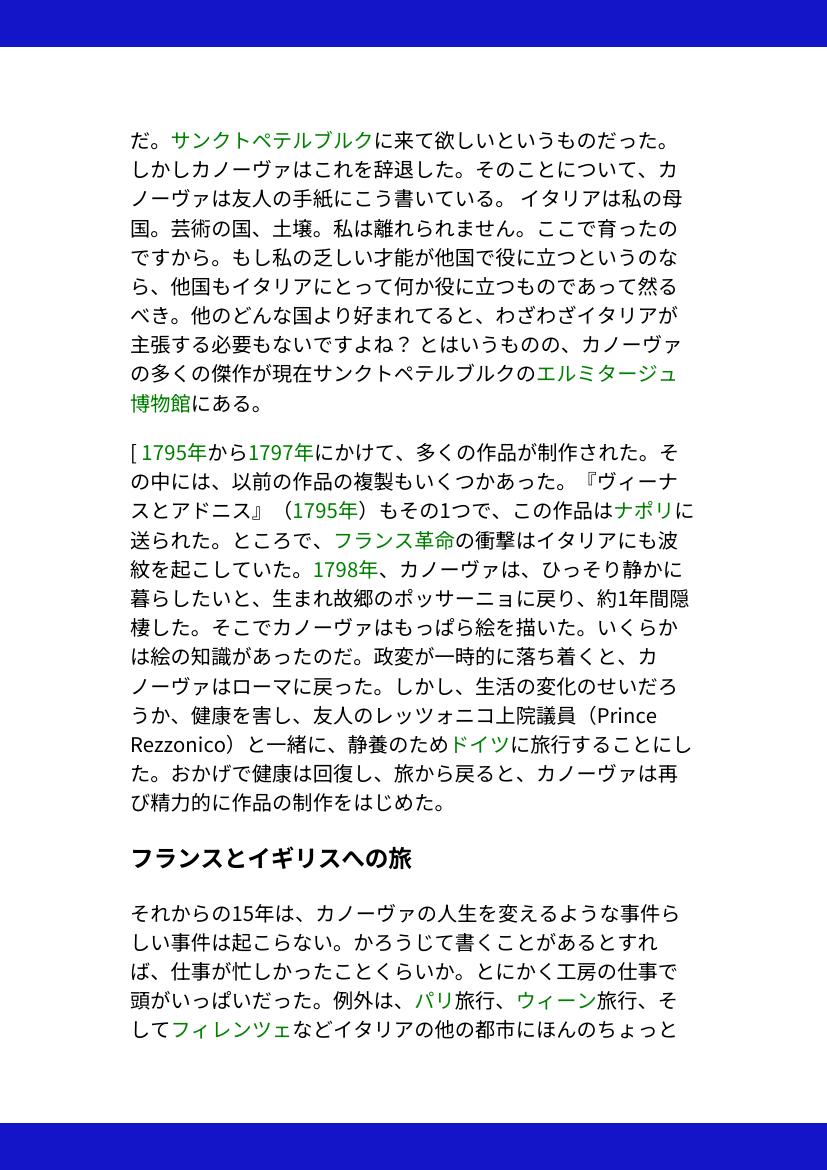 だ。サンクトペテルブルクに来て欲しいというものだった。
しかしカノーヴァはこれを辞退した。そのことについて、カ
ノーヴァは友人の手紙にこう書いている。 イタリアは私の母
国。芸術の国、土壌。私は離れられません。ここで育ったの
ですから。もし私の乏しい才能が他国で役に立つというのな
ら、他国もイタリアにとって何か役に立つものであって然る
べき。他のどんな国より好まれてると、わざわざイタリアが
主張する必要もないですよね？ とはいうものの、カノーヴァ
の多くの傑作が現在サンクトペテルブルクのエルミタージュ
博物館にある。
[ 1795年から1797年にかけて、多くの作品が制作された。そ
の中には、以前の作品の複製もいくつかあった。『ヴィーナ
スとアドニス』（1795年）もその1つで、この作品はナポリに
送られた。ところで、フランス革命の衝撃はイタリアにも波
紋を起こしていた。1798年、カノーヴァは、ひっそり静かに
暮らしたいと、生まれ故郷のポッサーニョに戻り、約1年間隠
棲した。そこでカノーヴァはもっぱら絵を描いた。いくらか
は絵の知識があったのだ。政変が一時的に落ち着くと、カ
ノーヴァはローマに戻った。しかし、生活の変化のせいだろ
うか、健康を害し、友人のレッツォニコ上院議員（Prince
Rezzonico）と一緒に、静養のためドイツに旅行することにし
た。おかげで健康は回復し、旅から戻ると、カノーヴァは再
び精力的に作品の制作をはじめた。
フランスとイギリスへの旅
それからの15年は、カノーヴァの人生を変えるような事件ら
しい事件は起こらない。かろうじて書くことがあるとすれ
ば、仕事が忙しかったことくらいか。とにかく工房の仕事で
頭がいっぱいだった。例外は、パリ旅行、ウィーン旅行、そ
してフィレンツェなどイタリアの他の都市にほんのちょっと